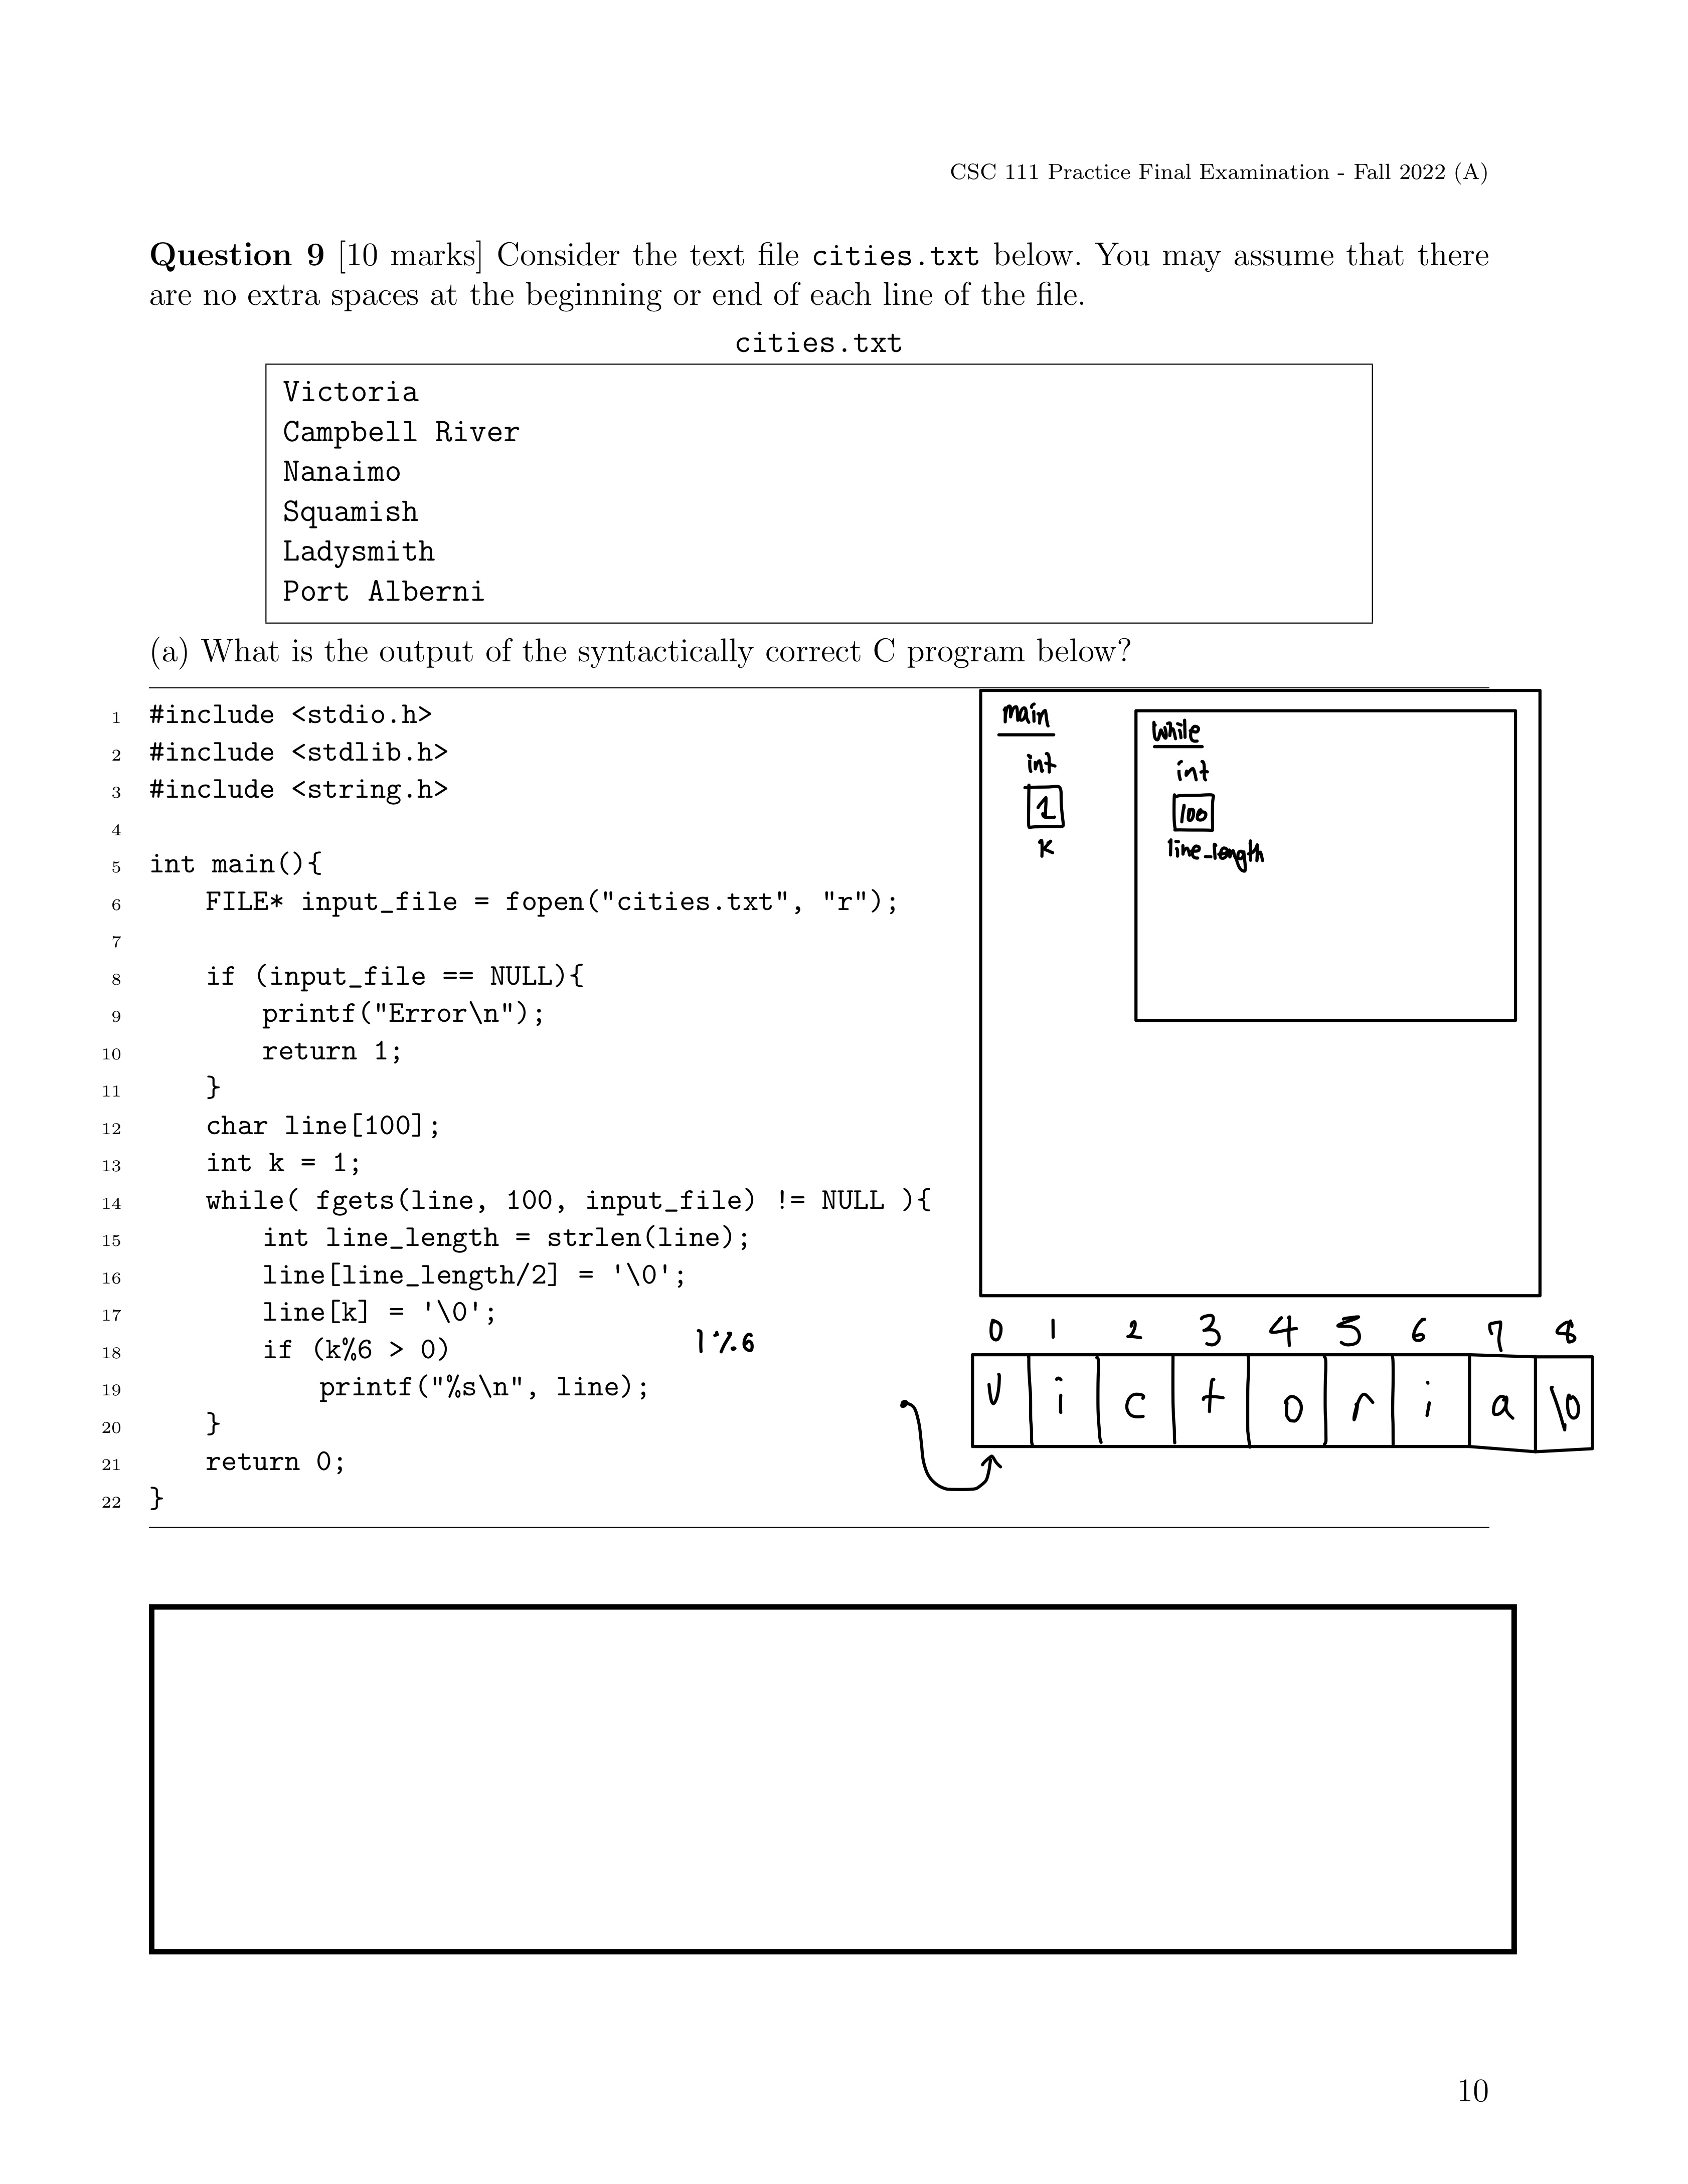 CSC 111 Practice Final Examination - Fall 2022 (A)
Question 9 [10 marks] Consider the text file cities.txt below. You may assume that there
are no extra spaces at the beginning or end of each line of the file.
cities.txt
Victoria
Campbell River
Nanaimo
Squamish
Ladysmith
Port Alberni
(a) What is the output of the syntactically correct C program below?
1 #include <stdio.h>
2 #include <stdlib.h>
3 #include <string.h>
4
5 int main(){
6 FILE* input_file = fopen("cities.txt", "r");
7
8 if (input_file == NULL){
9 printf("Error\n");
10 return 1;
11 }
12 char line[100];
13 int k = 1;
14 while( fgets(line, 100, input_file) != NULL ){
15 int line_length = strlen(line);
16 line[line_length/2] = '\0';
17 line[k] = '\0';
18 if (k%6 > 0) 1%6
19 printf("%s\n", line);
20 }
21 return 0;
22 }
main
int
1
k
while
int
100
line_length
0 1 2 3 4 5 6 7 8
V i c t o r i a \0
10